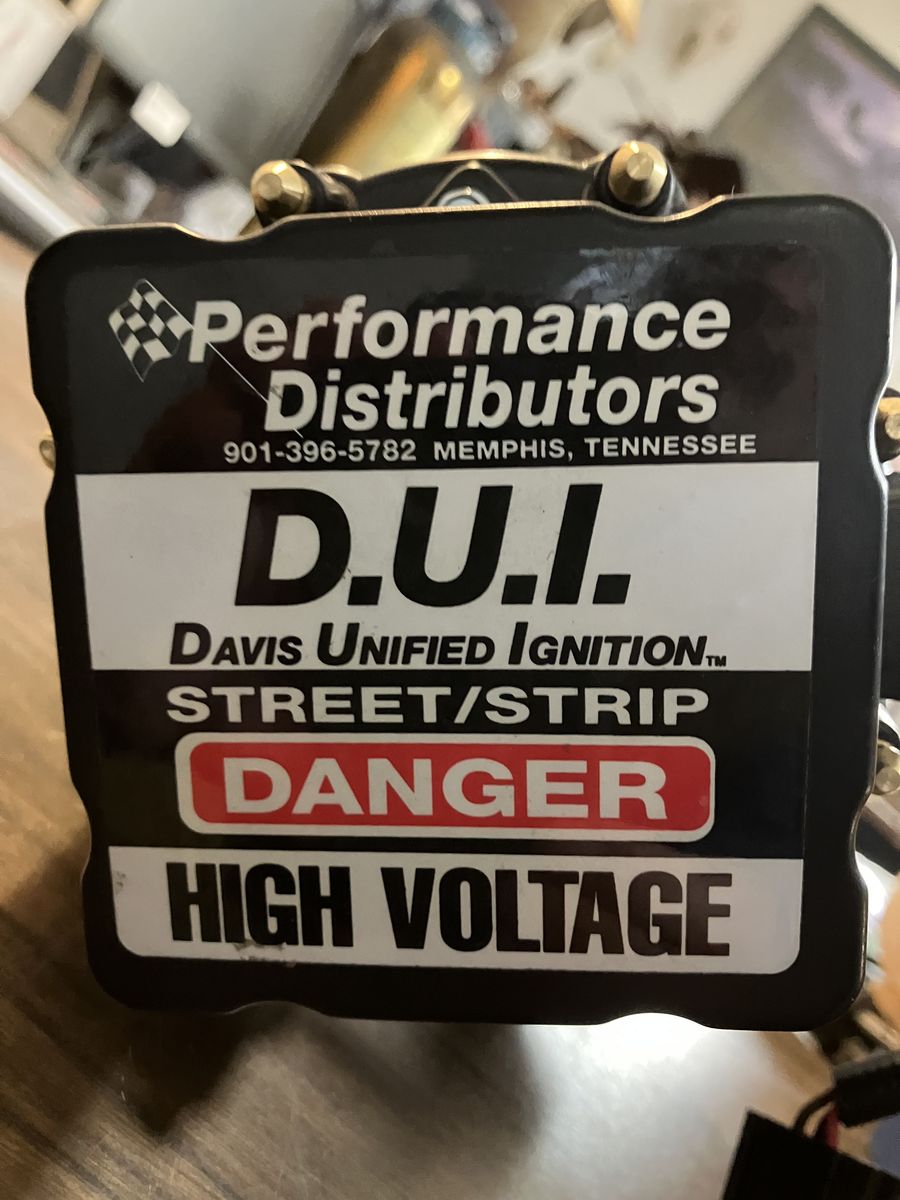 Performance
Distributors
901-396-5782 MEMPHIS, TENNESSEE
D.U.I.
DAVIS UNIFIED IGNITION™
STREET/STRIP
DANGER
HIGH VOLTAGE